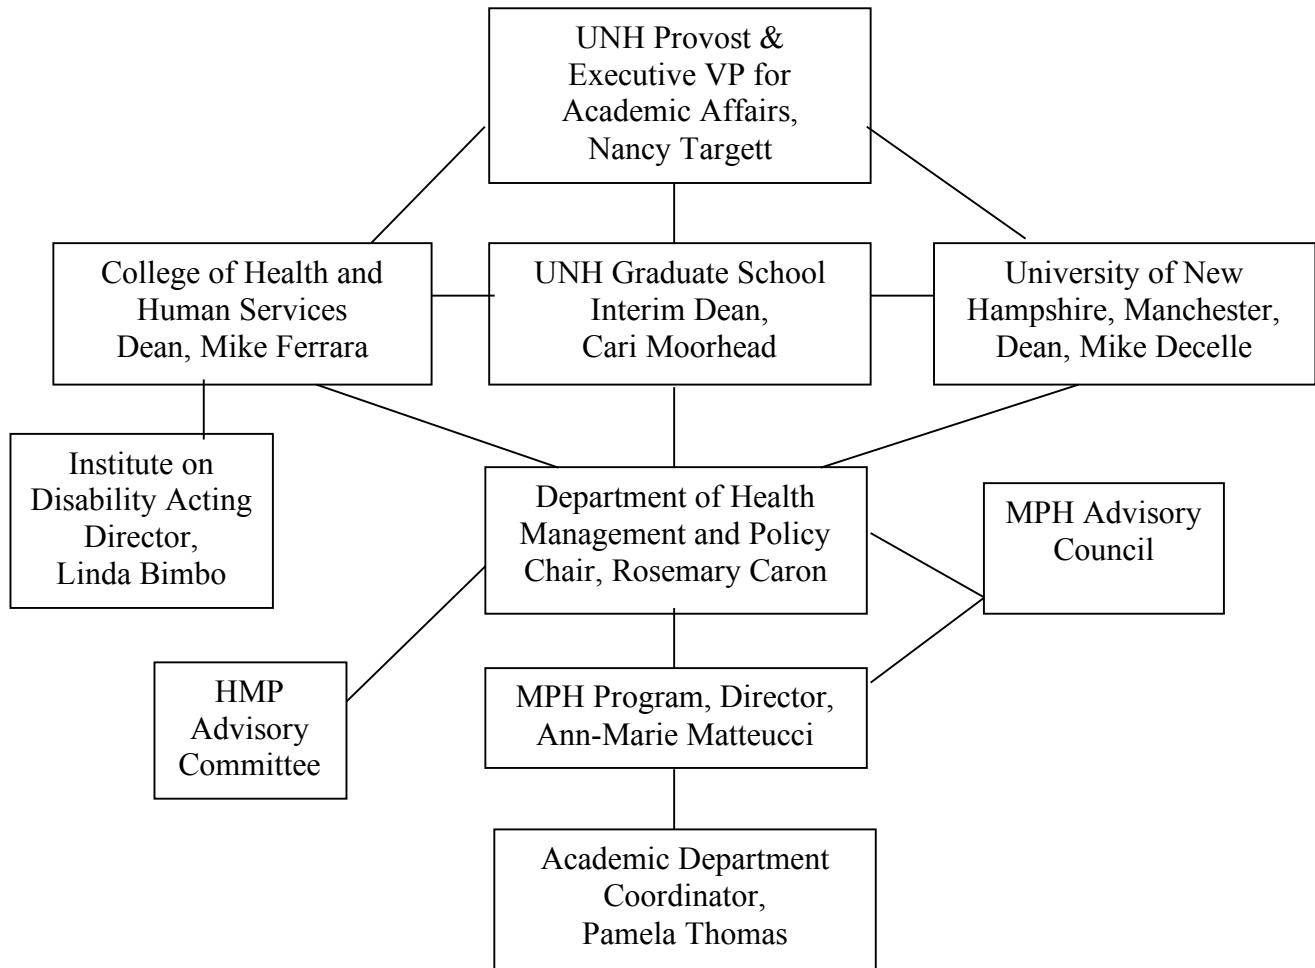 UNH Provost &
Executive VP for
Academic Affairs,
Nancy Targett
College of Health and
Human Services
Dean, Mike Ferrara
UNH Graduate School
Interim Dean,
Cari Moorhead
University of New
Hampshire, Manchester,
Dean, Mike Decelle
Institute on
Disability Acting
Director,
Linda Bimbo
Department of Health
Management and Policy
Chair, Rosemary Caron
MPH Advisory
Council
HMP
Advisory
Committee
MPH Program, Director,
Ann-Marie Matteucci
Academic Department
Coordinator,
Pamela Thomas